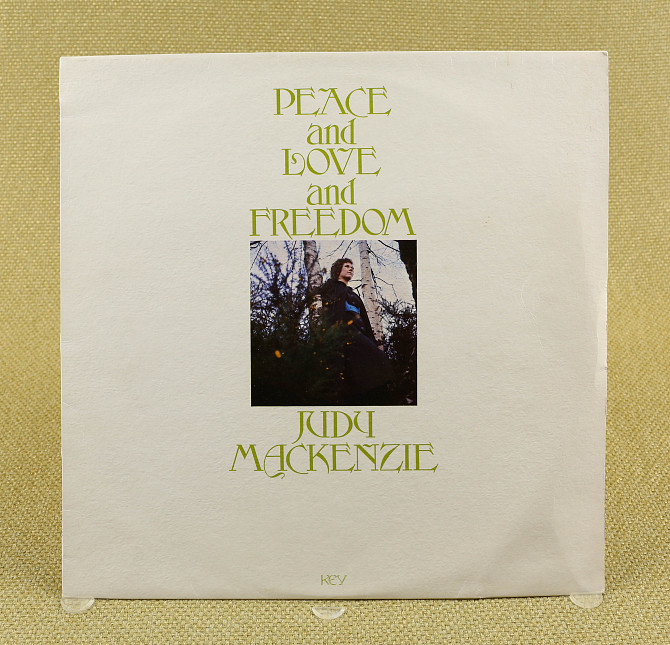 PEACE
and
LOVE
and
FREEDOM
JUDY
MACKENZIE
KEY